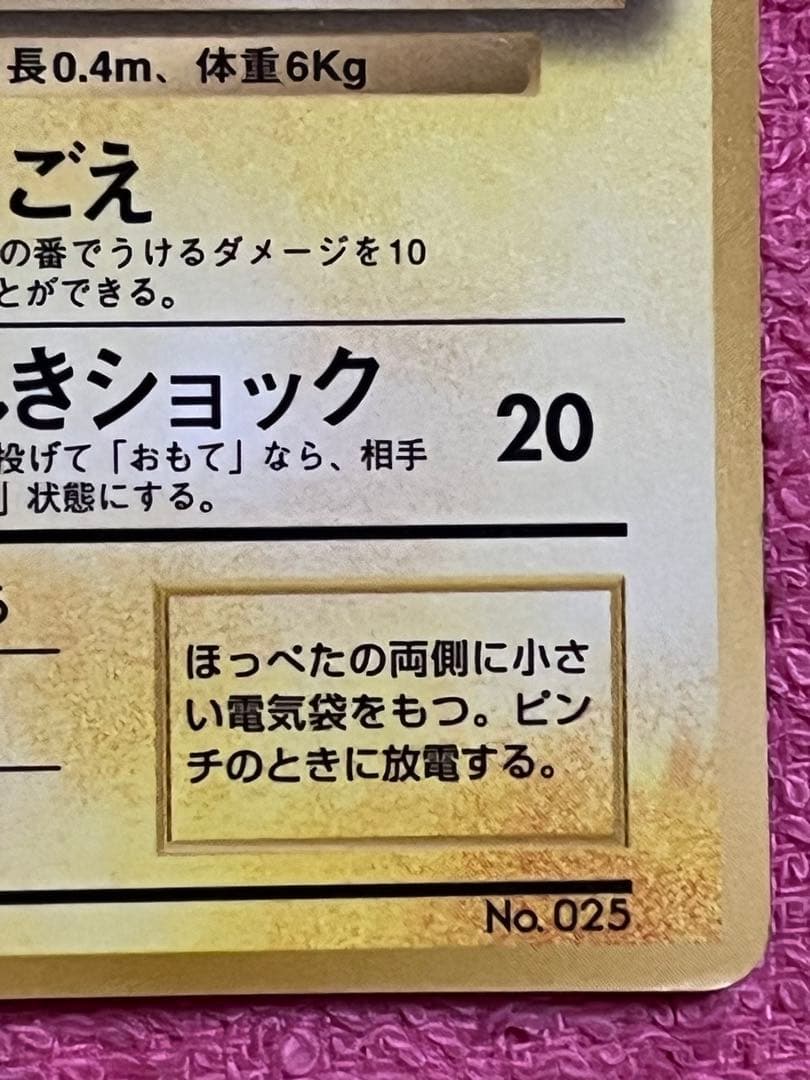 長0.4m、体重6Kg
ごえ
の番でうけるダメージを10
とができる。
きショック
20
投げて「おもて」なら、相手
」状態にする。
ほっぺたの両側に小さ
い電気袋をもつ。ピン
チのときに放電する。
No. 025